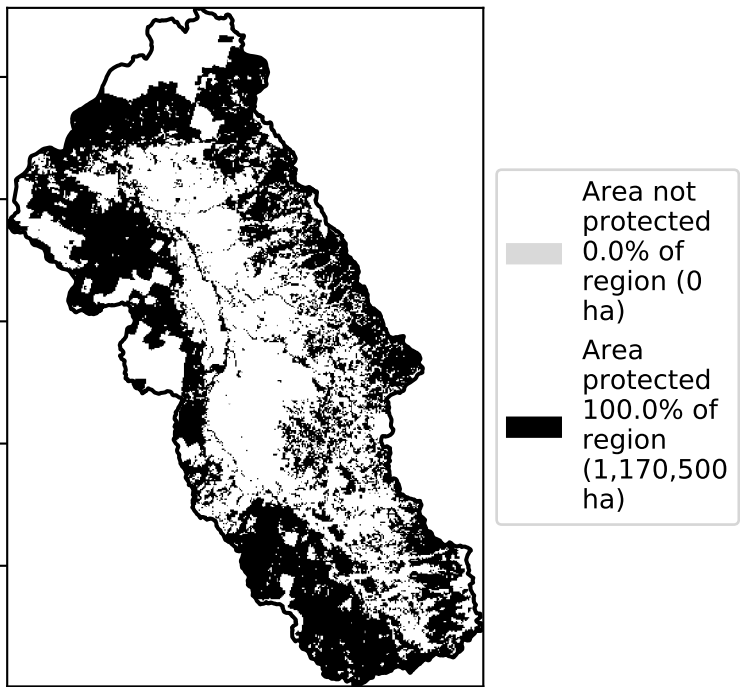 Area not
protected
0.0% of
region (0
ha)
Area
protected
100.0% of
region
(1,170,500
ha)